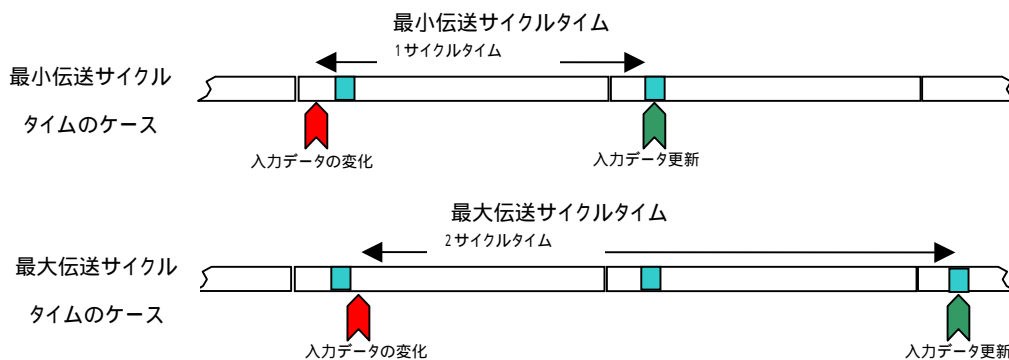 最小伝送サイクルタイム
1サイクルタイム
最小伝送サイクル
タイムのケース
入力データの変化
入力データ更新
最大伝送サイクルタイム
2サイクルタイム
最大伝送サイクル
タイムのケース
入力データの変化
入力データ更新